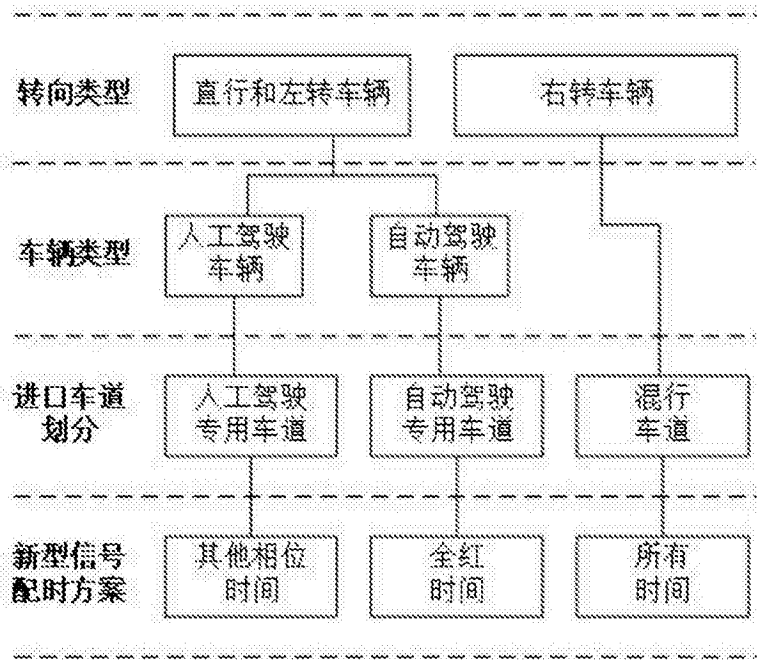 转向类型
直行和左转车辆
右转车辆
车辆类型
人工驾驶
车辆
自动驾驶
车辆
进口车道
划分
人工驾驶
专用车道
自动驾驶
专用车道
混行
车道
新型信号
配时方案
其他相位
时间
全红
时间
所有
时间